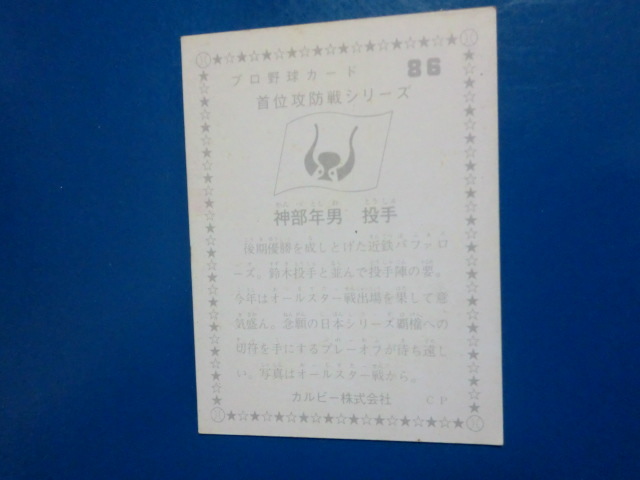 プロ野球カード 86
首位攻防戦シリーズ
神部年男 投手
後期優勝を成しとげた近鉄バファロ
ーズ。鈴木投手と並んで投手陣の要。
今年はオールスター戦出場を果して意
気盛ん。念願の日本シリーズ覇権への
切符を手にするプレーオフが待ち遠し
い。写真はオールスター戦から。
カルビー株式会社 CP